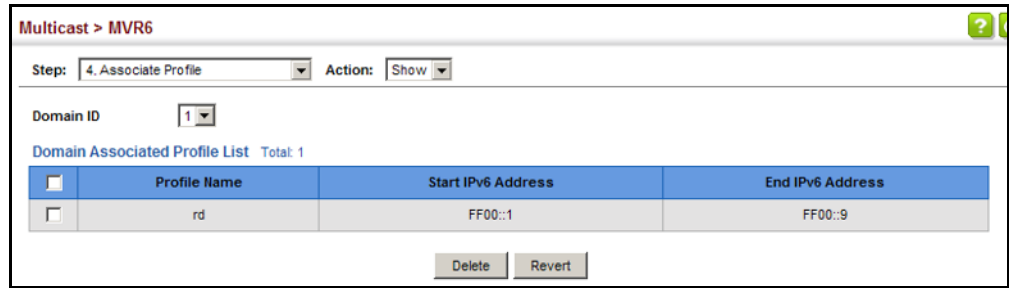 Multicast > MVR6
?
Step: 4. Associate Profile Action: Show
Domain ID 1
Domain Associated Profile List Total: 1
Profile Name Start IPv6 Address End IPv6 Address
rd FF00::1 FF00::9
Delete Revert